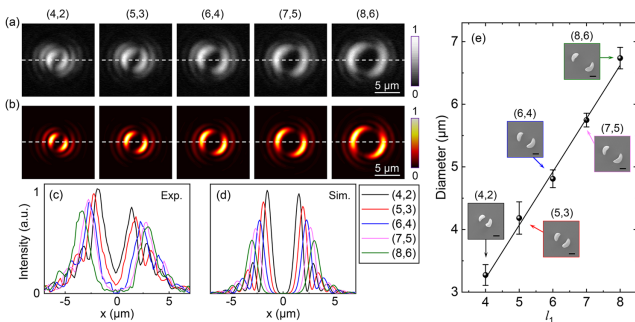 (4,2) (5,3) (6,4) (7,5) (8,6)
(a)
1
0
5 μm
(b)
1
0
5 μm
(c) Exp.
(d) Sim.
Intensity (a.u.)
1
0
-5 0 5
x (μm)
-5 0 5
x (μm)
(4,2)
(5,3)
(6,4)
(7,5)
(8,6)
(e)
Diameter (μm)
7
6
5
4
3
(8,6)
(6,4)
(7,5)
(4,2)
(5,3)
4 5 6 7 8
l₁